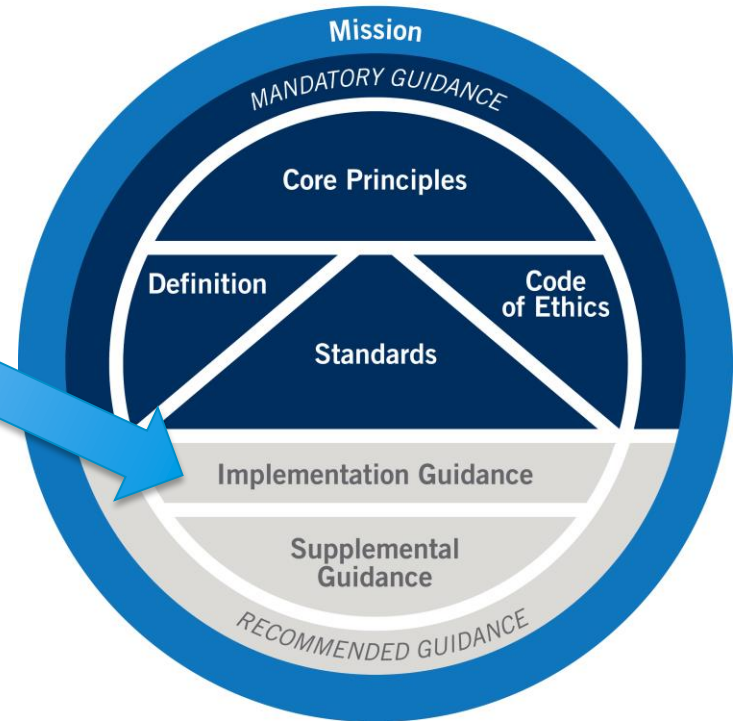 Mission
MANDATORY GUIDANCE
Core Principles
Definition
Code
of Ethics
Standards
Implementation Guidance
Supplemental
Guidance
RECOMMENDED GUIDANCE